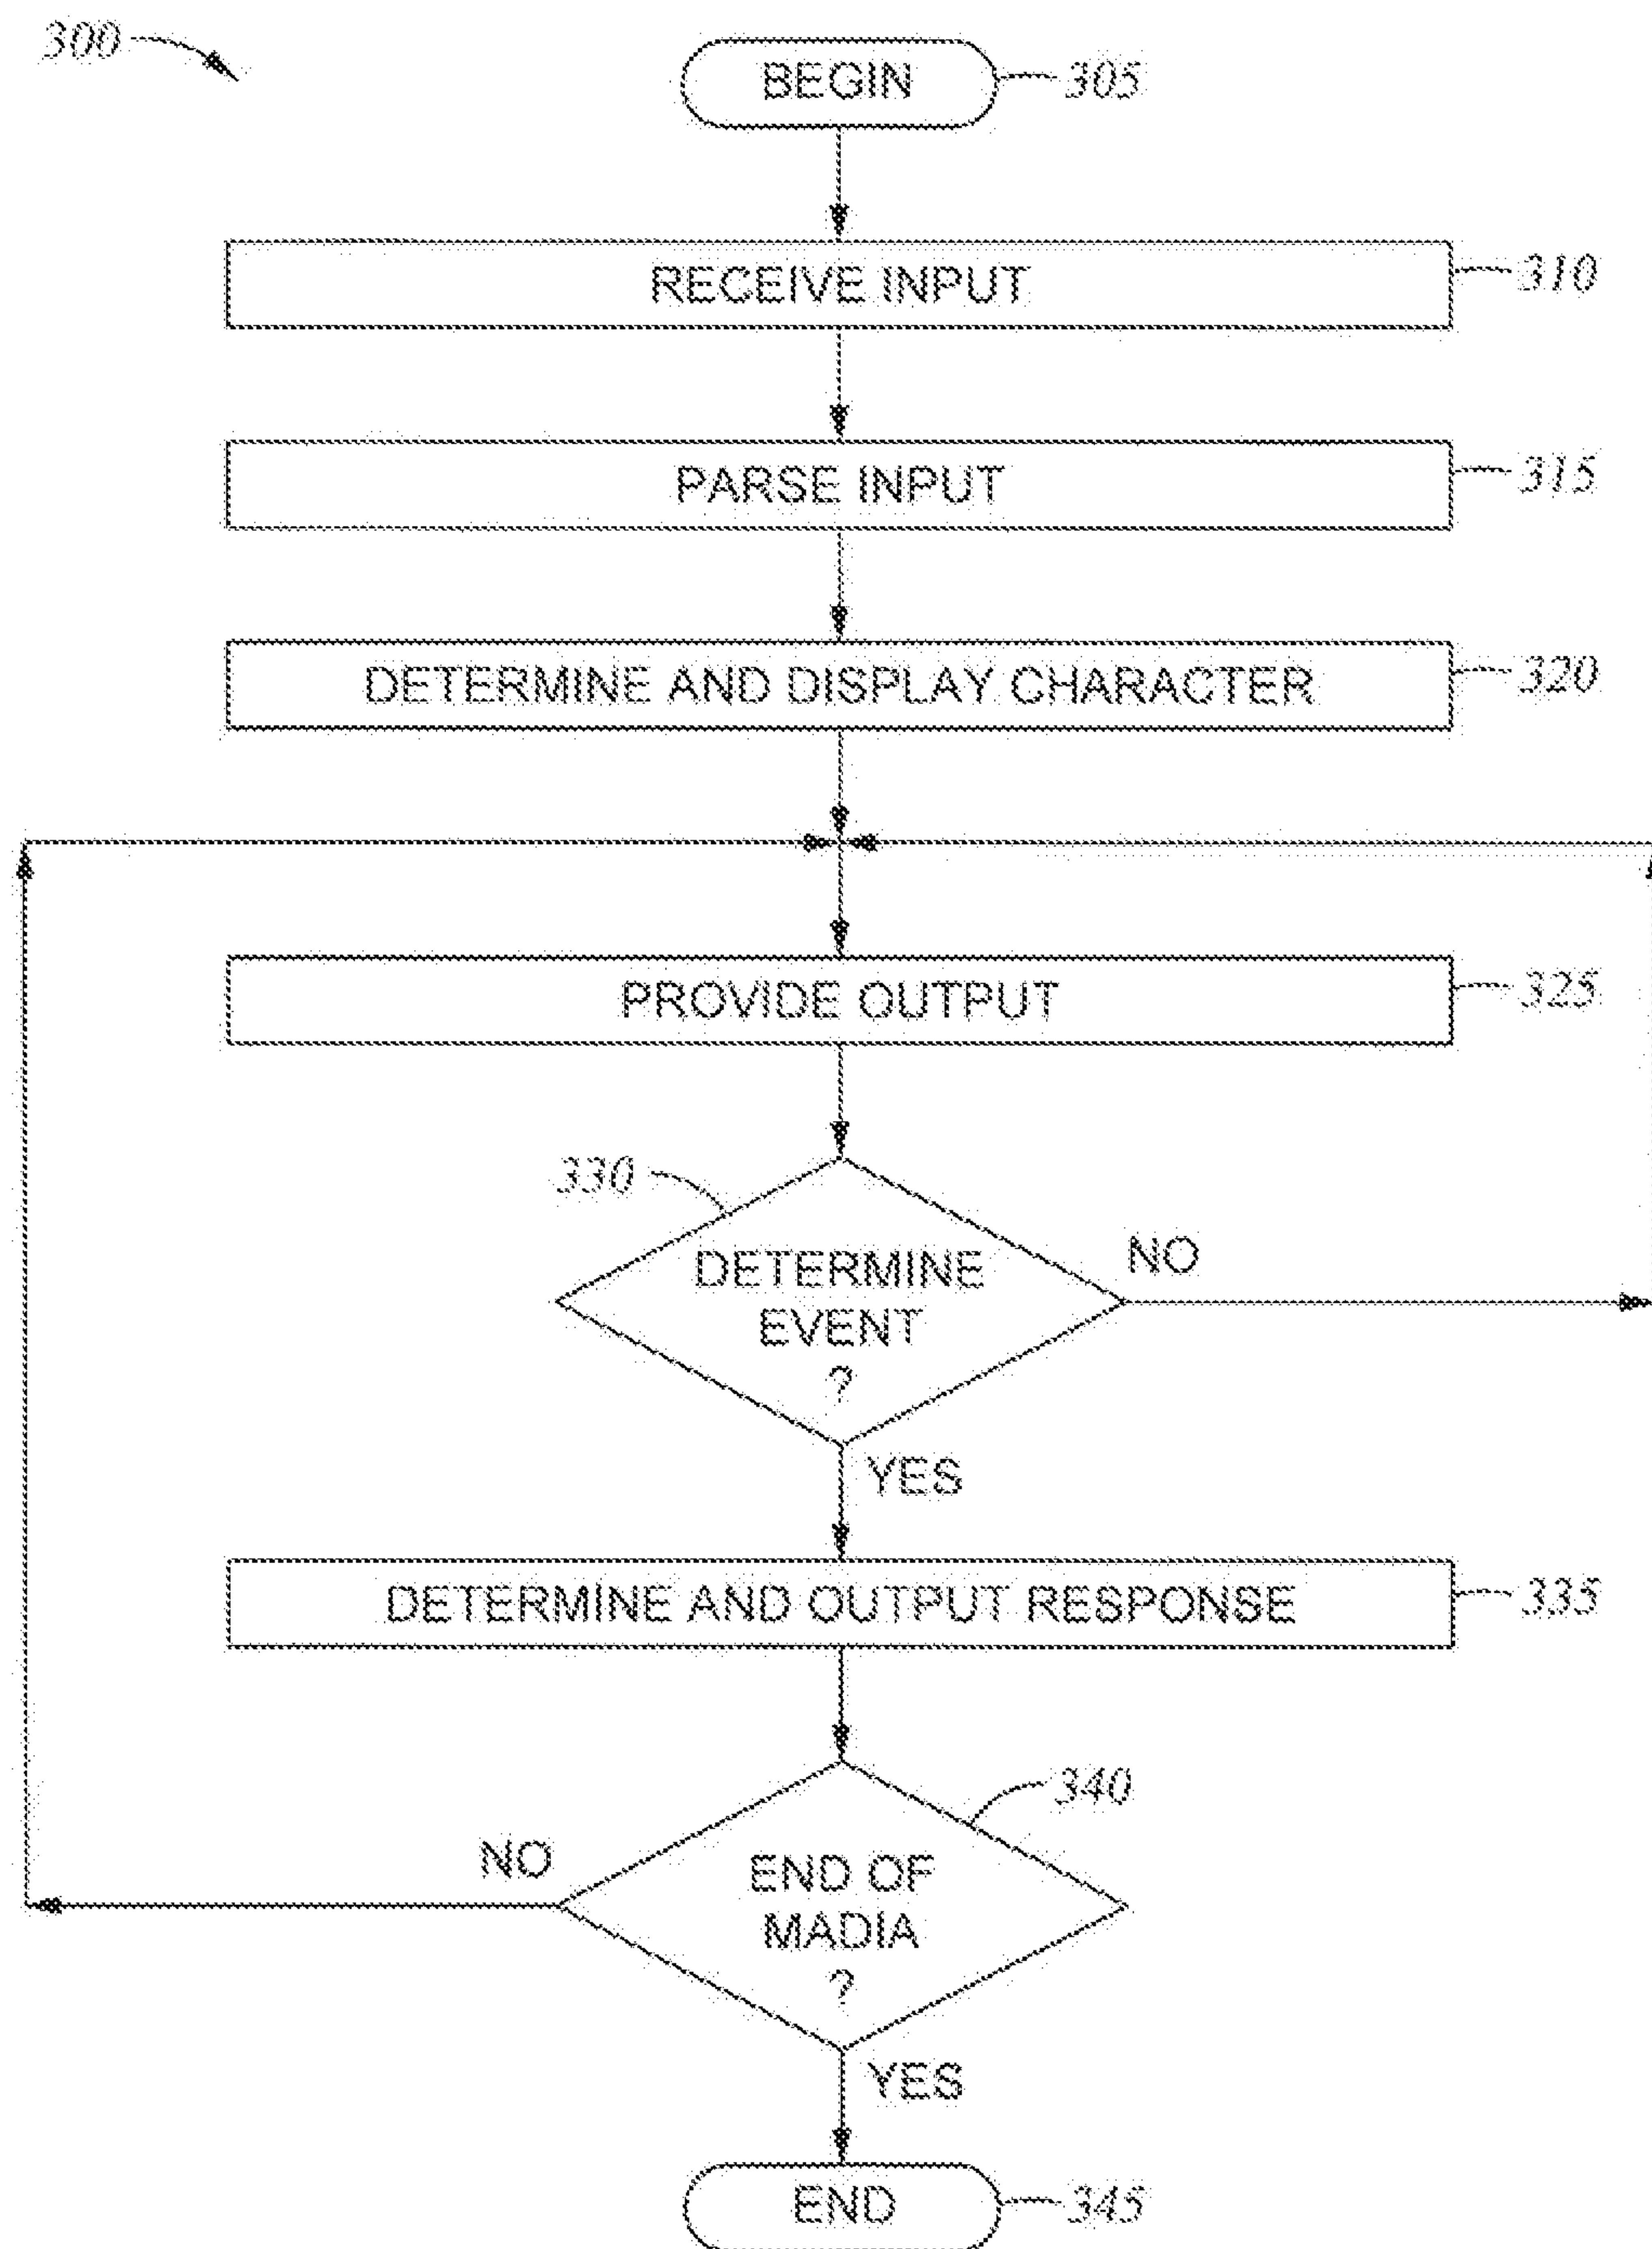 300
BEGIN
305
RECEIVE INPUT
310
PARSE INPUT
315
DETERMINE AND DISPLAY CHARACTER
320
PROVIDE OUTPUT
325
330
DETERMINE
EVENT
?
NO
YES
DETERMINE AND OUTPUT RESPONSE
335
340
END OF
MADIA
?
NO
YES
END
345